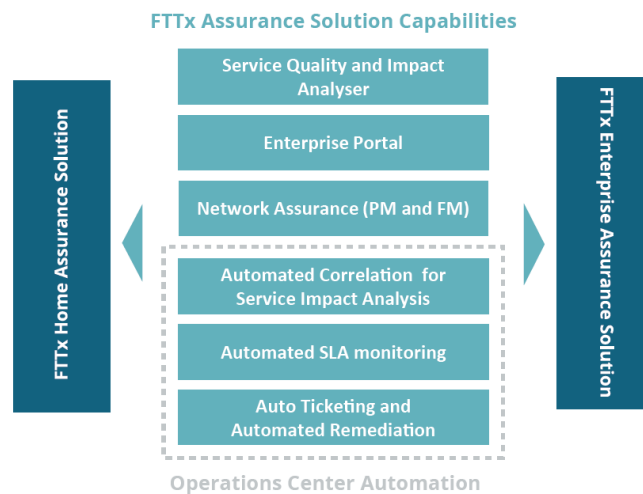 FTTx Assurance Solution Capabilities
FTTx Home Assurance Solution
Service Quality and Impact
Analyser
Enterprise Portal
Network Assurance (PM and FM)
Automated Correlation for
Service Impact Analysis
Automated SLA monitoring
Auto Ticketing and
Automated Remediation
Operations Center Automation
FTTx Enterprise Assurance Solution